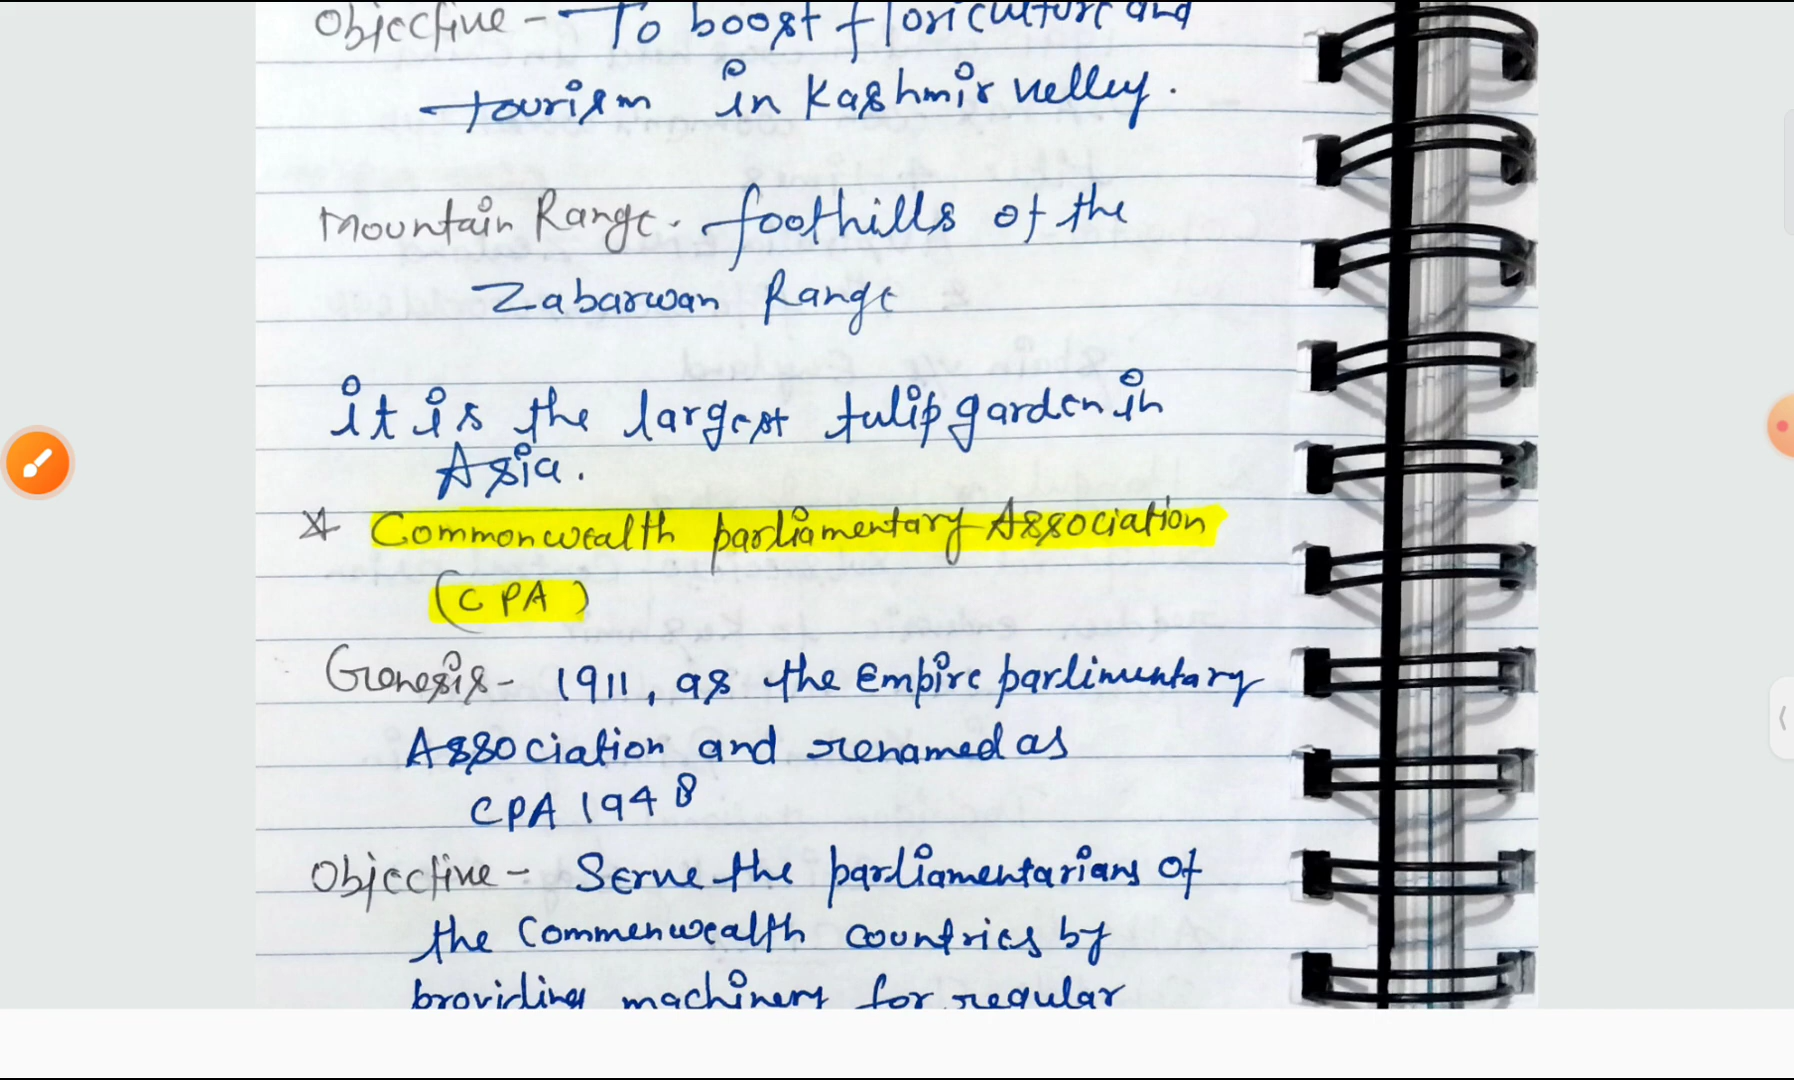 Objective - To boost floriculture and
tourism in Kashmir velley.
Mountain Range - foothills of the
Zabarwan Range
it is the largest tulip garden in
Asia.
Commonwealth parliamentary Association
(CPA)
Genesis - 1911, as the Empire parlimentary
Association and renamed as
CPA 1948
Objective - Serve the parliamentarians of
the Commenwealth countries by
providing machinery for regular